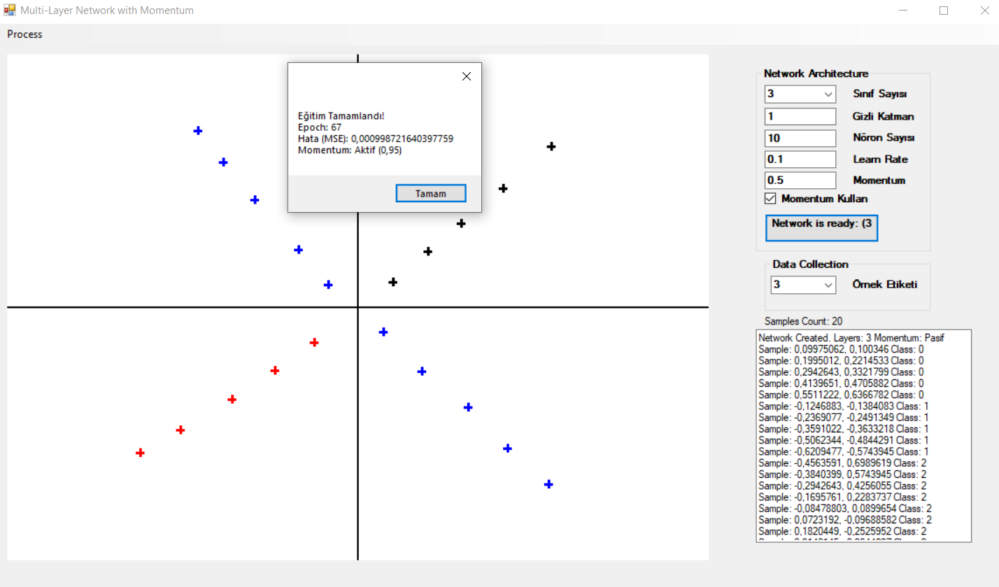 Multi-Layer Network with Momentum
Process
Eğitim Tamamlandı!
Epoch: 67
Hata (MSE): 0,000998721640397759
Momentum: Aktif (0,95)
Tamam
Network Architecture
3 Sınıf Sayısı
1 Gizli Katman
10 Nöron Sayısı
0.1 Learn Rate
0.5 Momentum
Momentum Kullan
Network is ready: (3
Data Collection
3 Örnek Etiketi
Samples Count: 20
Network Created. Layers: 3 Momentum: Pasif
Sample: 0,09975062, 0,100346 Class: 0
Sample: 0,1995012, 0,2214533 Class: 0
Sample: 0,2942643, 0,3321799 Class: 0
Sample: 0,4139651, 0,4705882 Class: 0
Sample: 0,5511222, 0,6366782 Class: 0
Sample: -0,1246883, -0,1384083 Class: 1
Sample: -0,2369077, -0,2491349 Class: 1
Sample: -0,3591022, -0,3633218 Class: 1
Sample: -0,5062344, -0,4844291 Class: 1
Sample: -0,6209477, -0,5743945 Class: 1
Sample: -0,4563591, 0,6989619 Class: 2
Sample: -0,3840399, 0,5743945 Class: 2
Sample: -0,2942643, 0,4256055 Class: 2
Sample: -0,1695761, 0,2283737 Class: 2
Sample: -0,08478803, 0,0899654 Class: 2
Sample: 0,0723192, -0,09688582 Class: 2
Sample: 0,1820449, -0,2525952 Class: 2